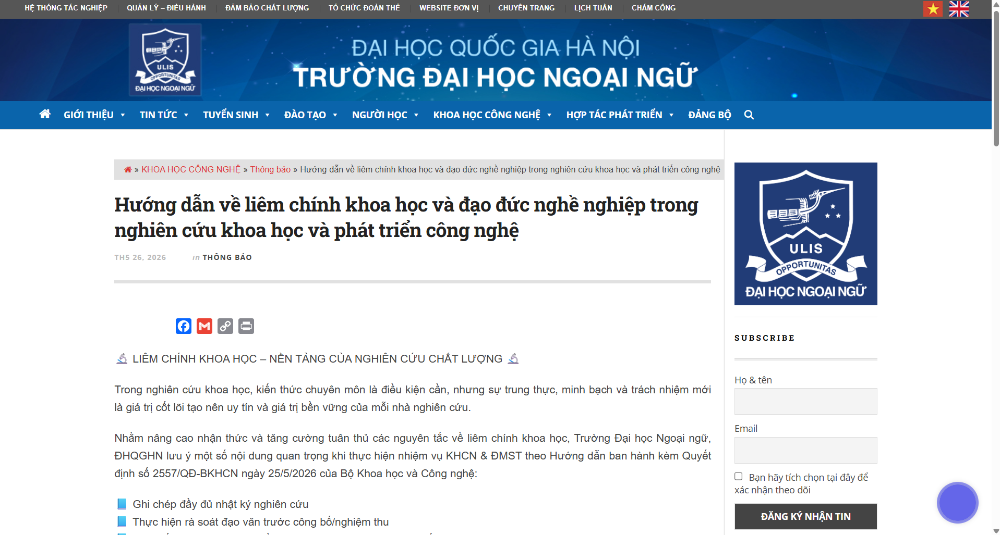 HỆ THỐNG TÁC NGHIỆP
QUẢN LÝ – ĐIỀU HÀNH
ĐẢM BẢO CHẤT LƯỢNG
TỔ CHỨC ĐOÀN THỂ
WEBSITE ĐƠN VỊ
CHUYÊN TRANG
LỊCH TUẦN
CHẤM CÔNG
ULIS
OPPORTUNITAS
ĐẠI HỌC NGOẠI NGỮ
ĐẠI HỌC QUỐC GIA HÀ NỘI
TRƯỜNG ĐẠI HỌC NGOẠI NGỮ
GIỚI THIỆU
TIN TỨC
TUYỂN SINH
ĐÀO TẠO
NGƯỜI HỌC
KHOA HỌC CÔNG NGHỆ
HỢP TÁC PHÁT TRIỂN
ĐẢNG BỘ
» KHOA HỌC CÔNG NGHỆ » Thông báo » Hướng dẫn về liêm chính khoa học và đạo đức nghề nghiệp trong nghiên cứu khoa học và phát triển công nghệ
Hướng dẫn về liêm chính khoa học và đạo đức nghề nghiệp trong
nghiên cứu khoa học và phát triển công nghệ
TH5 26, 2026 in THÔNG BÁO
LIÊM CHÍNH KHOA HỌC – NỀN TẢNG CỦA NGHIÊN CỨU CHẤT LƯỢNG
Trong nghiên cứu khoa học, kiến thức chuyên môn là điều kiện cần, nhưng sự trung thực, minh bạch và trách nhiệm mới
là giá trị cốt lõi tạo nên uy tín và giá trị bền vững của mỗi nhà nghiên cứu.
Nhằm nâng cao nhận thức và tăng cường tuân thủ các nguyên tắc về liêm chính khoa học, Trường Đại học Ngoại ngữ,
ĐHQGHN lưu ý một số nội dung quan trọng khi thực hiện nhiệm vụ KHCN & ĐMST theo Hướng dẫn ban hành kèm Quyết
định số 2557/QĐ-BKHCN ngày 25/5/2026 của Bộ Khoa học và Công nghệ:
Ghi chép đầy đủ nhật ký nghiên cứu
Thực hiện rà soát đạo văn trước công bố/nghiệm thu
ULIS
OPPORTUNITAS
ĐẠI HỌC NGOẠI NGỮ
SUBSCRIBE
Họ & tên
Email
Bạn hãy tích chọn tại đây để
xác nhận theo dõi
ĐĂNG KÝ NHẬN TIN